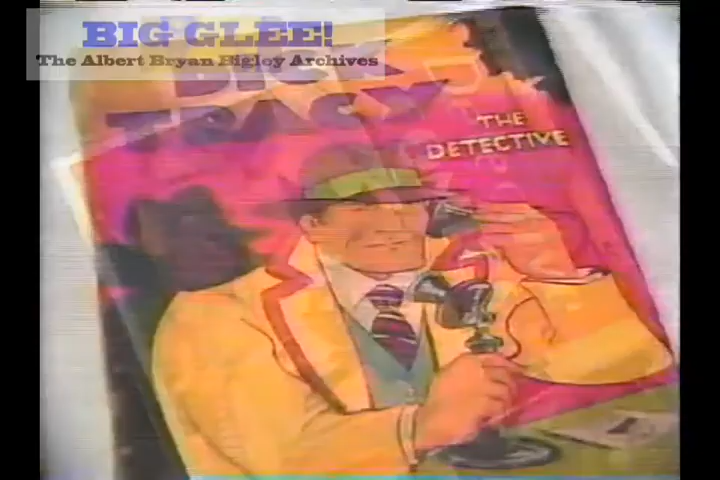 BIG GLEE!
The Albert Bryan Bigley Archives
DICK
TRACY
THE
DETECTIVE